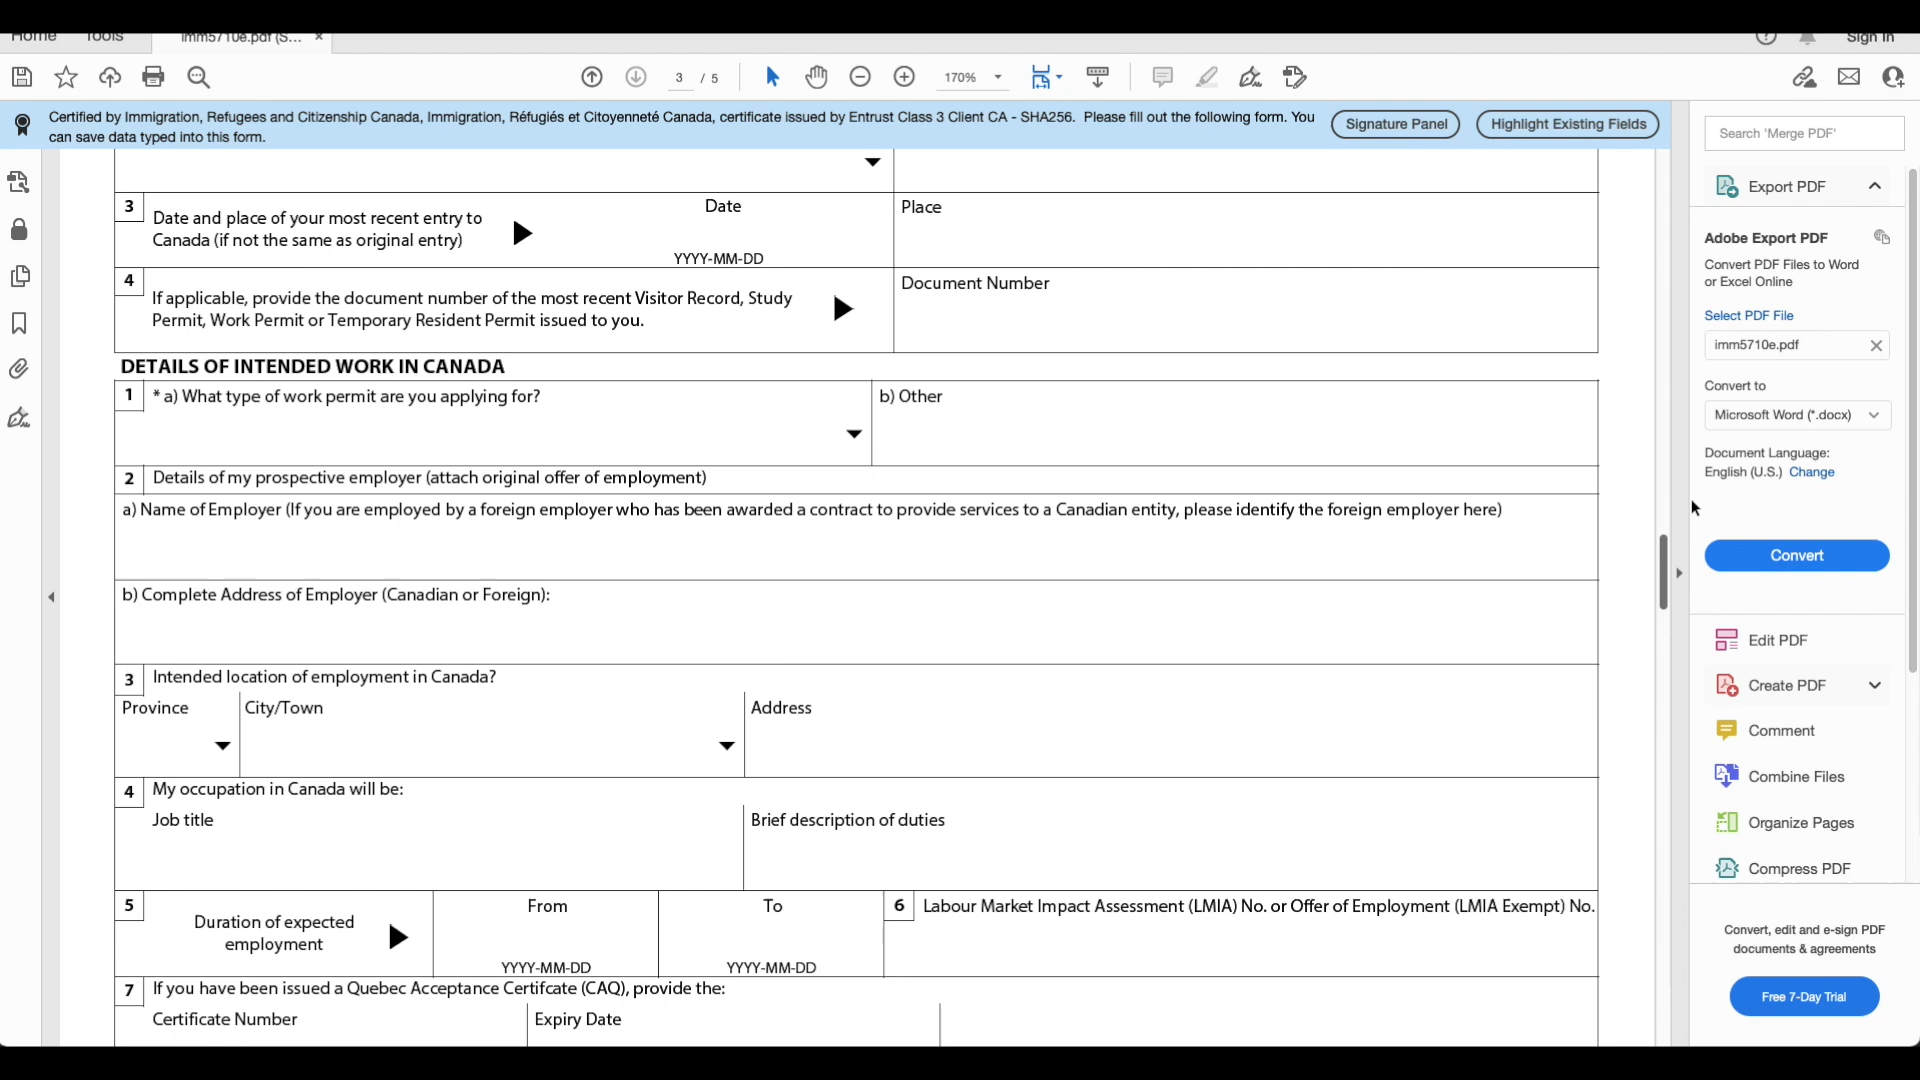 Home
Tools
imm5710e.pdf (S... ×
Sign In
3 / 5
170%
Certified by Immigration, Refugees and Citizenship Canada, Immigration, Réfugiés et Citoyenneté Canada, certificate issued by Entrust Class 3 Client CA - SHA256. Please fill out the following form. You
can save data typed into this form.
Signature Panel
Highlight Existing Fields
3
Date and place of your most recent entry to
Canada (if not the same as original entry)
Date
YYYY-MM-DD
Place
4
If applicable, provide the document number of the most recent Visitor Record, Study
Permit, Work Permit or Temporary Resident Permit issued to you.
Document Number
DETAILS OF INTENDED WORK IN CANADA
1
* a) What type of work permit are you applying for?
b) Other
2
Details of my prospective employer (attach original offer of employment)
a) Name of Employer (If you are employed by a foreign employer who has been awarded a contract to provide services to a Canadian entity, please identify the foreign employer here)
b) Complete Address of Employer (Canadian or Foreign):
3
Intended location of employment in Canada?
Province
City/Town
Address
4
My occupation in Canada will be:
Job title
Brief description of duties
5
Duration of expected
employment
From
YYYY-MM-DD
To
YYYY-MM-DD
6
Labour Market Impact Assessment (LMIA) No. or Offer of Employment (LMIA Exempt) No.
7
If you have been issued a Quebec Acceptance Certifcate (CAQ), provide the:
Certificate Number
Expiry Date
Search 'Merge PDF'
Export PDF
Adobe Export PDF
Convert PDF Files to Word
or Excel Online
Select PDF File
imm5710e.pdf
Convert to
Microsoft Word (*.docx)
Document Language:
English (U.S.) Change
Convert
Edit PDF
Create PDF
Comment
Combine Files
Organize Pages
Compress PDF
Convert, edit and e-sign PDF
documents & agreements
Free 7-Day Trial